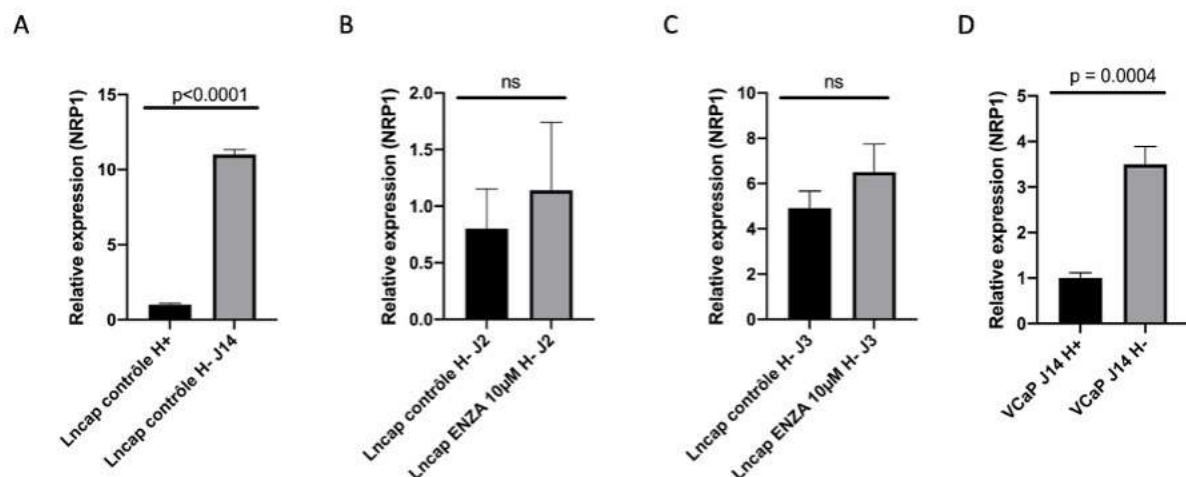 A
B
C
D
p<0.0001
Relative expression (NRP1)
15
10
5
0
Lncap contrôle H+
Lncap contrôle H- J14
ns
Relative expression (NRP1)
2.0
1.5
1.0
0.5
0.0
Lncap contrôle H- J2
Lncap ENZA 10µM H- J2
ns
Relative expression (NRP1)
10
8
6
4
2
0
Lncap contrôle H- J3
Lncap ENZA 10µM H- J3
p = 0.0004
Relative expression (NRP1)
5
4
3
2
1
0
VCaP J14 H+
VCaP J14 H-